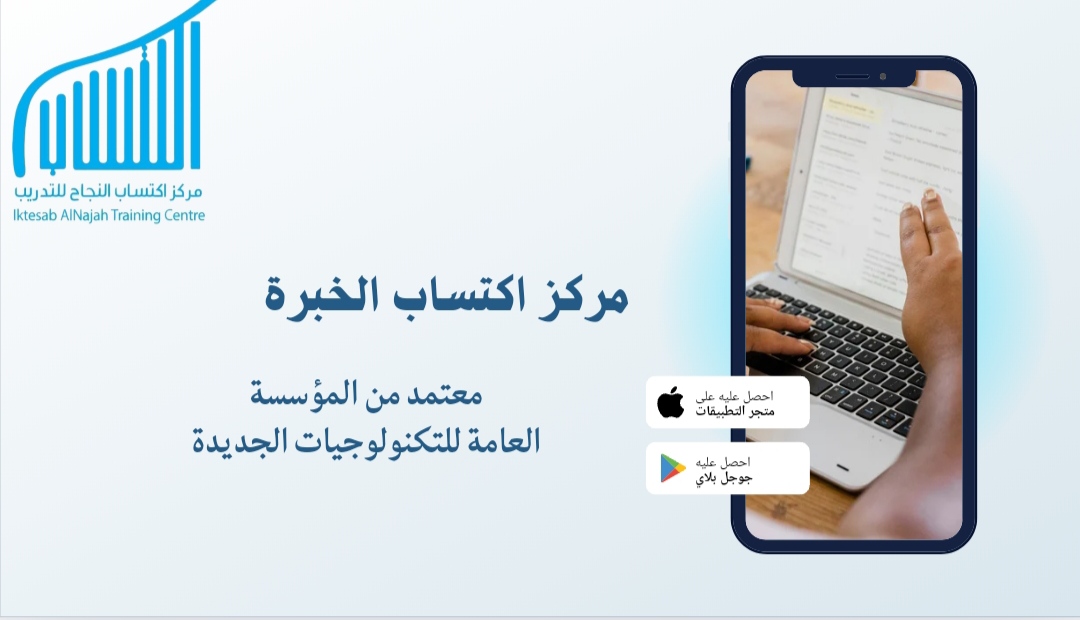 اكتساب
مركز اكتساب النجاح للتدريب
Iktesab AlNajah Training Centre
مركز اكتساب الخبرة
معتمد من المؤسسة
العامة للتكنولوجيات الجديدة
احصل عليه على
متجر التطبيقات
احصل عليه
جوجل بلاي